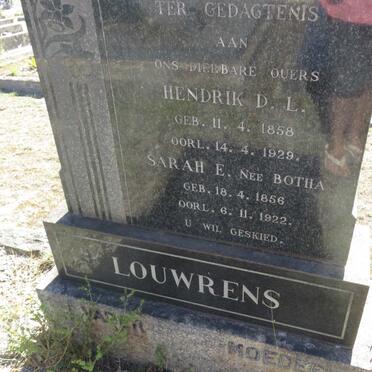 TER GEDAGTENIS
AAN
ONS DIERBARE OUERS
HENDRIK D. L.
GEB. 11. 4. 1858
OORL. 14. 4. 1929.
SARAH E. NEE BOTHA
GEB. 18. 4. 1856
OORL. 6. 11. 1922.
U WIL GESKIED.
LOUWRENS
VADER MOEDER